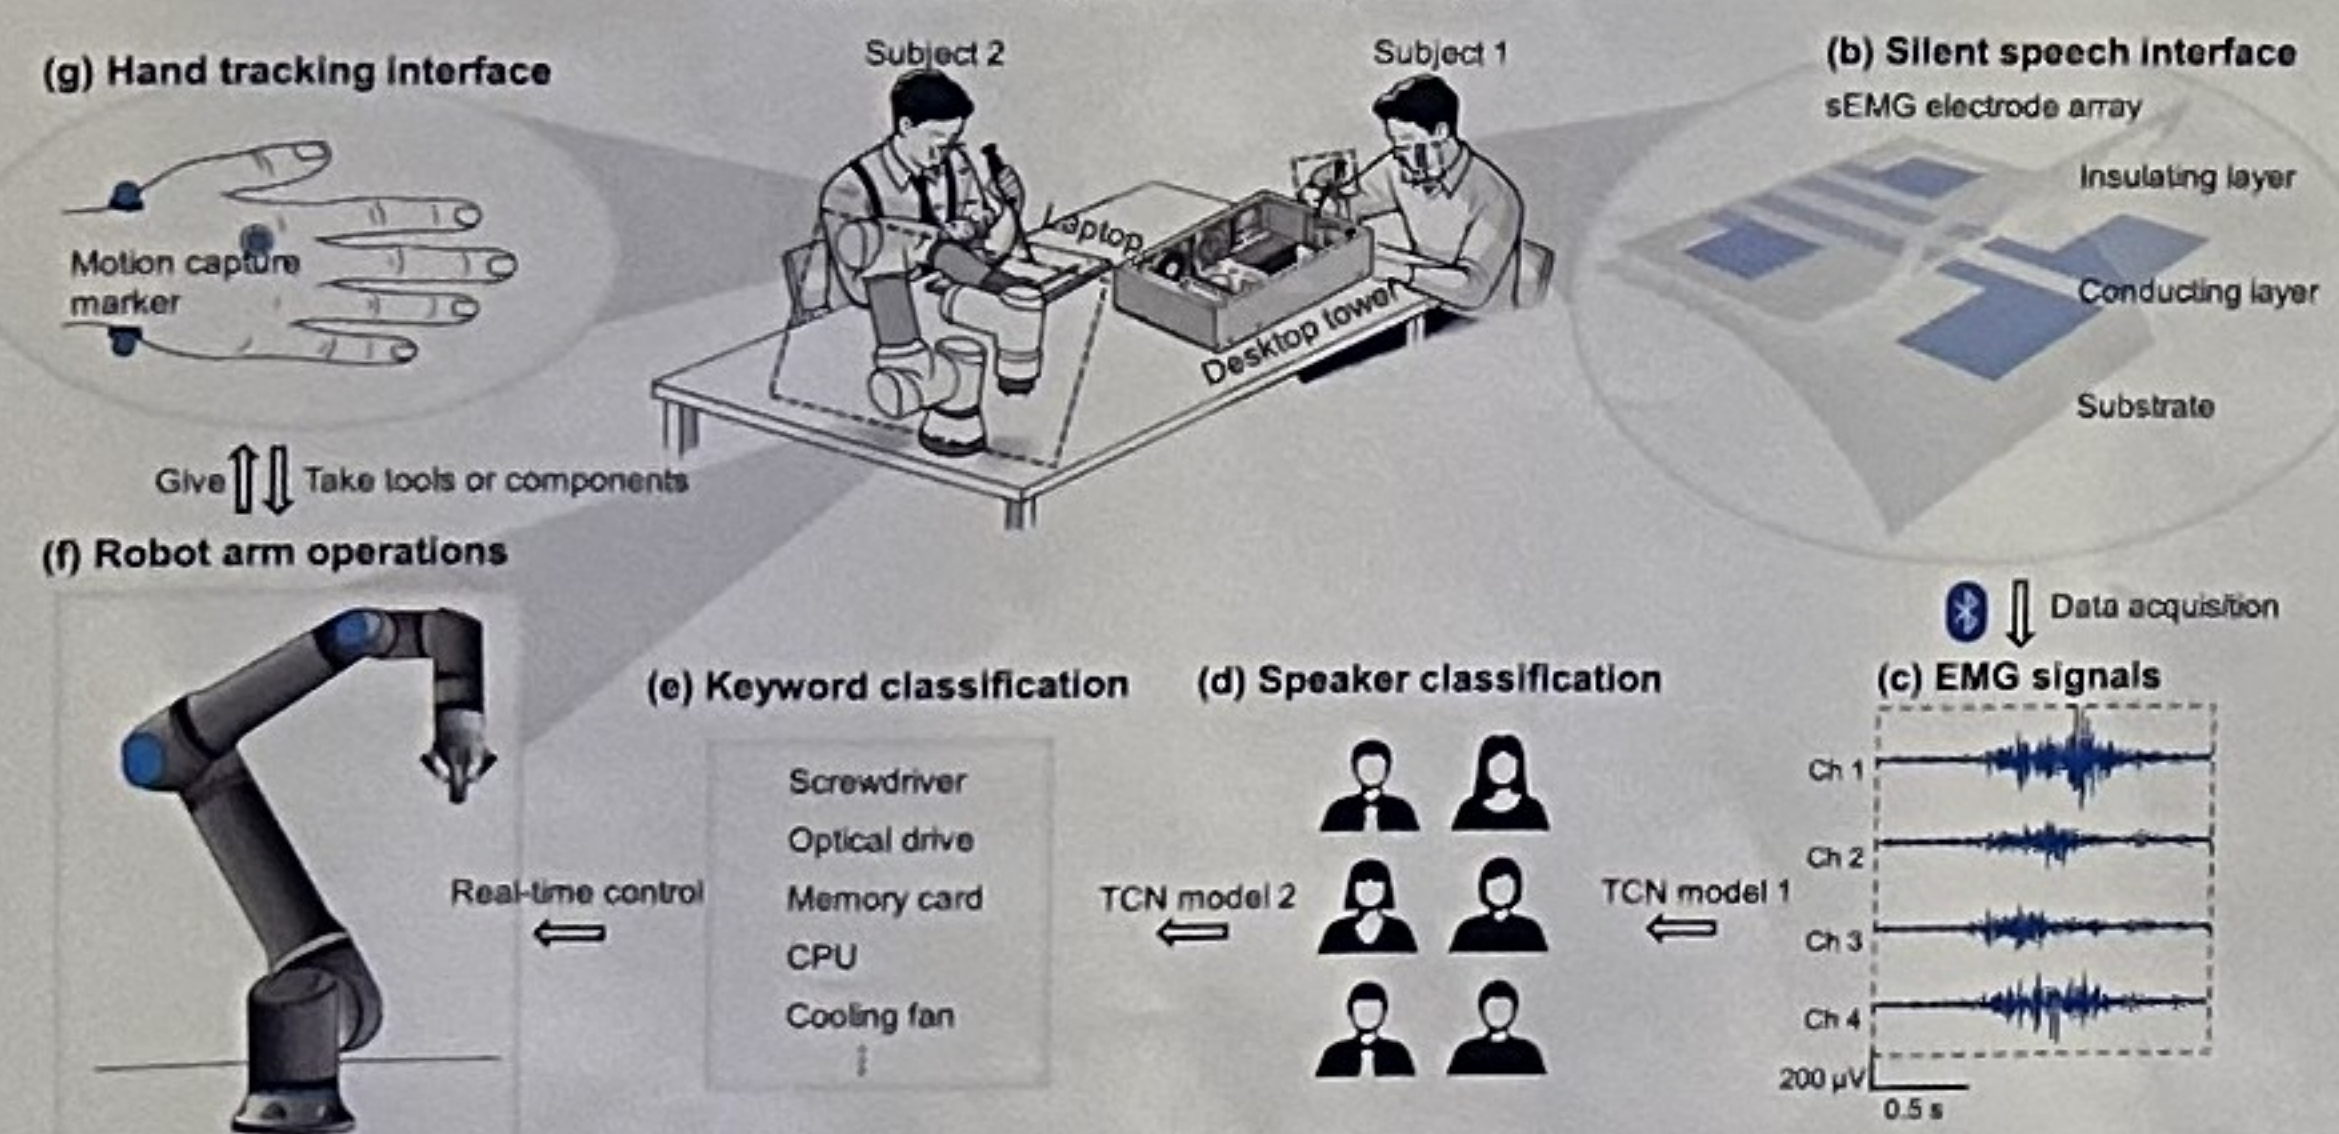 Subject 2
Subject 1
(g) Hand tracking interface
Motion capture
marker
(b) Silent speech interface
sEMG electrode array
Insulating layer
Conducting layer
Substrate
Laptop
Desktop tower
Give
Take tools or components
(f) Robot arm operations
Data acquisition
(c) EMG signals
Ch 1
Ch 2
Ch 3
Ch 4
200 µV
0.5 s
TCN model 1
(d) Speaker classification
TCN model 2
(e) Keyword classification
Screwdriver
Optical drive
Memory card
CPU
Cooling fan
Real-time control